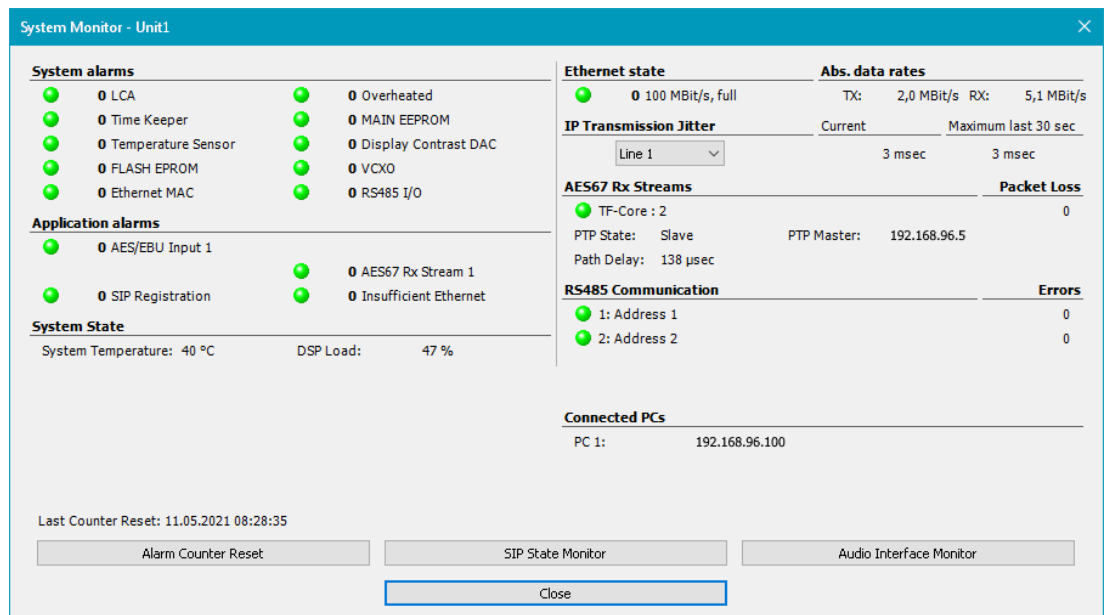 System Monitor - Unit1
System alarms
0 LCA
0 Overheated
0 Time Keeper
0 MAIN EEPROM
0 Temperature Sensor
0 Display Contrast DAC
0 FLASH EPROM
0 VCXO
0 Ethernet MAC
0 RS485 I/O
Application alarms
0 AES/EBU Input 1
0 AES67 Rx Stream 1
0 SIP Registration
0 Insufficient Ethernet
System State
System Temperature: 40 °C DSP Load: 47 %
Ethernet state Abs. data rates
0 100 MBit/s, full TX: 2,0 MBit/s RX: 5,1 MBit/s
IP Transmission Jitter Current Maximum last 30 sec
Line 1 3 msec 3 msec
AES67 Rx Streams Packet Loss
TF-Core : 2 0
PTP State: Slave PTP Master: 192.168.96.5
Path Delay: 138 µsec
RS485 Communication Errors
1: Address 1 0
2: Address 2 0
Connected PCs
PC 1: 192.168.96.100
Last Counter Reset: 11.05.2021 08:28:35
Alarm Counter Reset
SIP State Monitor
Audio Interface Monitor
Close